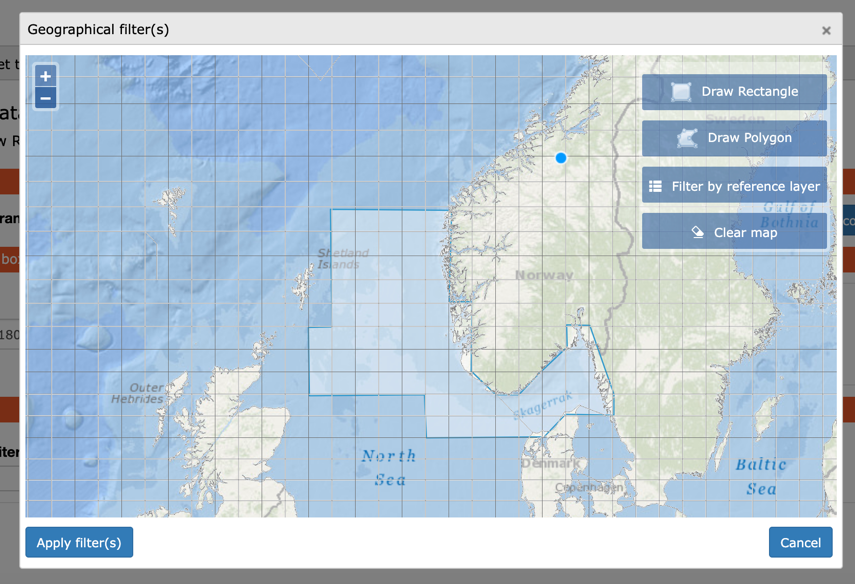 Geographical filter(s)
×
+
−
Draw Rectangle
Sweden
Draw Polygon
Filter by reference layer
Gulf of
Bothnia
Clear map
Shetland
Islands
Norway
Outer
Hebrides
Skagerrak
North
Sea
Denmark
Copenhagen
Baltic
Sea
Apply filter(s)
Cancel
180